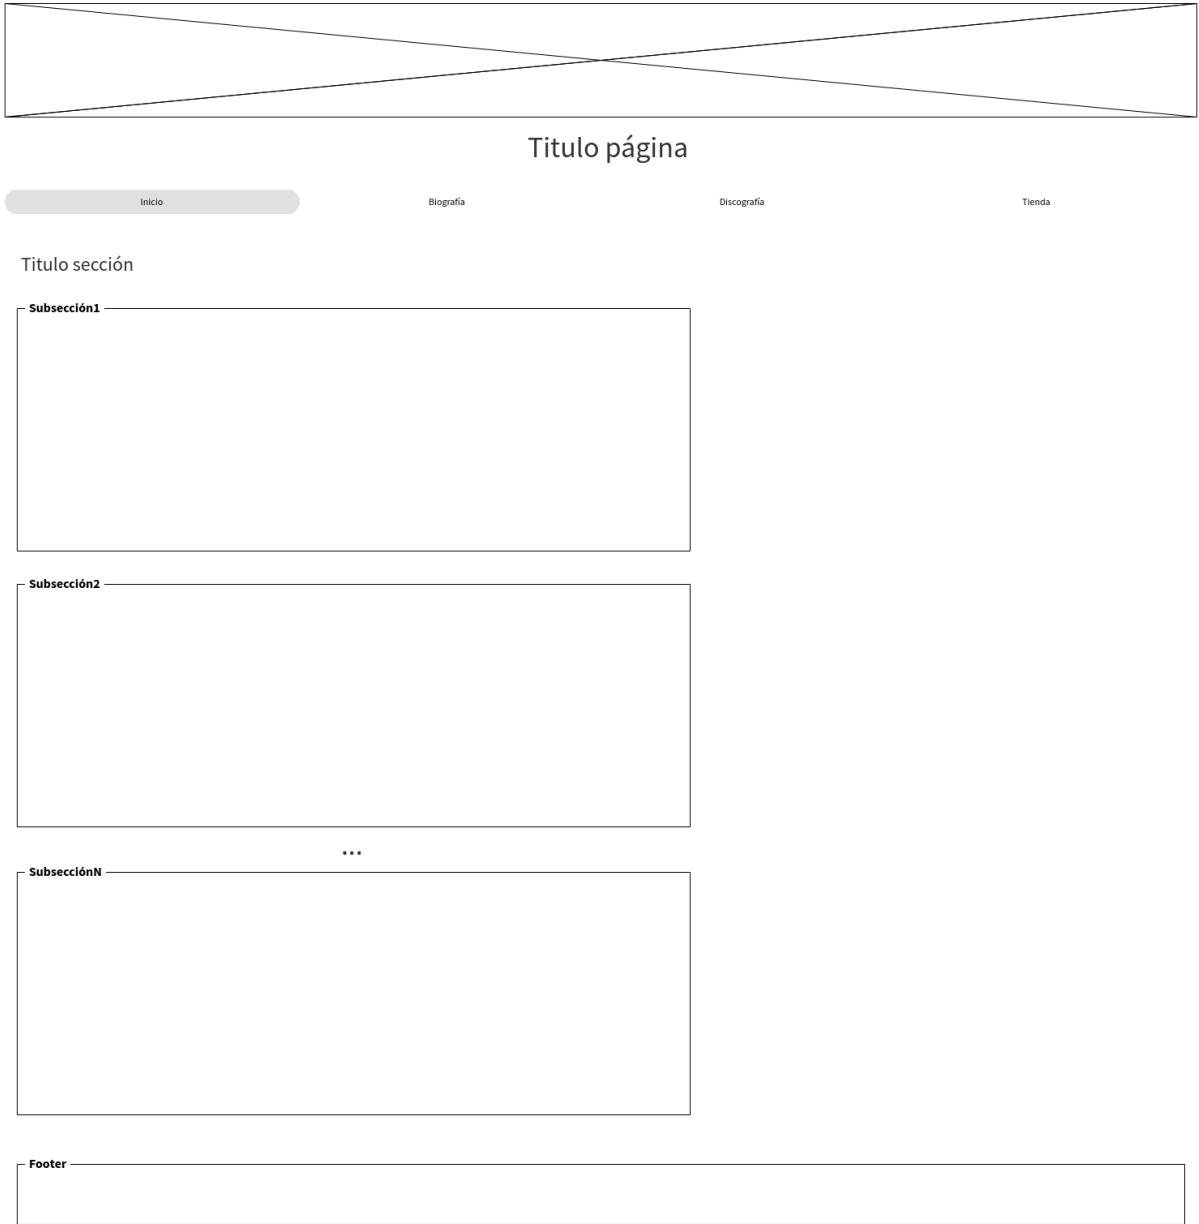 Titulo página
Inicio Biografía Discografía Tienda
Titulo sección
Subsección1
Subsección2
...
SubsecciónN
Footer